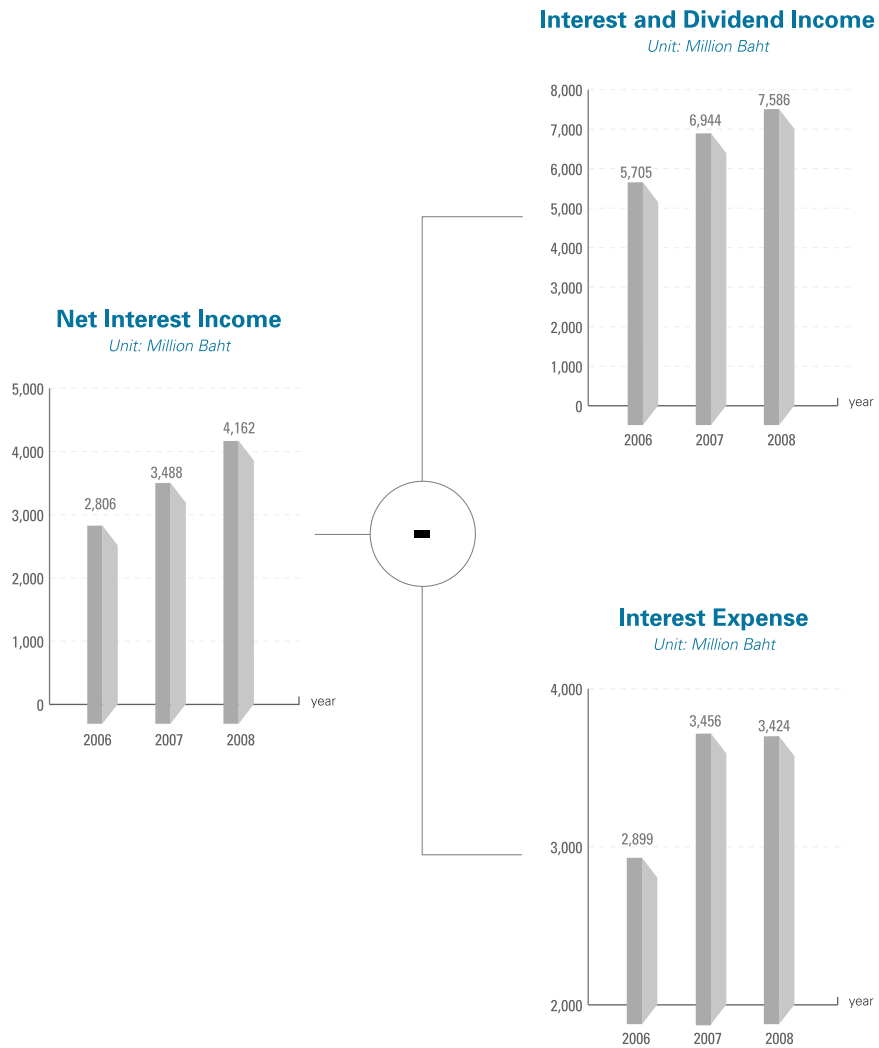 Interest and Dividend Income
Unit: Million Baht
8,000
7,000
6,000
5,000
4,000
3,000
2,000
1,000
0
5,705
6,944
7,586
year
2006 2007 2008
Net Interest Income
Unit: Million Baht
5,000
4,000
3,000
2,000
1,000
0
2,806
3,488
4,162
year
2006 2007 2008
-
Interest Expense
Unit: Million Baht
4,000
3,000
2,000
2,899
3,456
3,424
year
2006 2007 2008